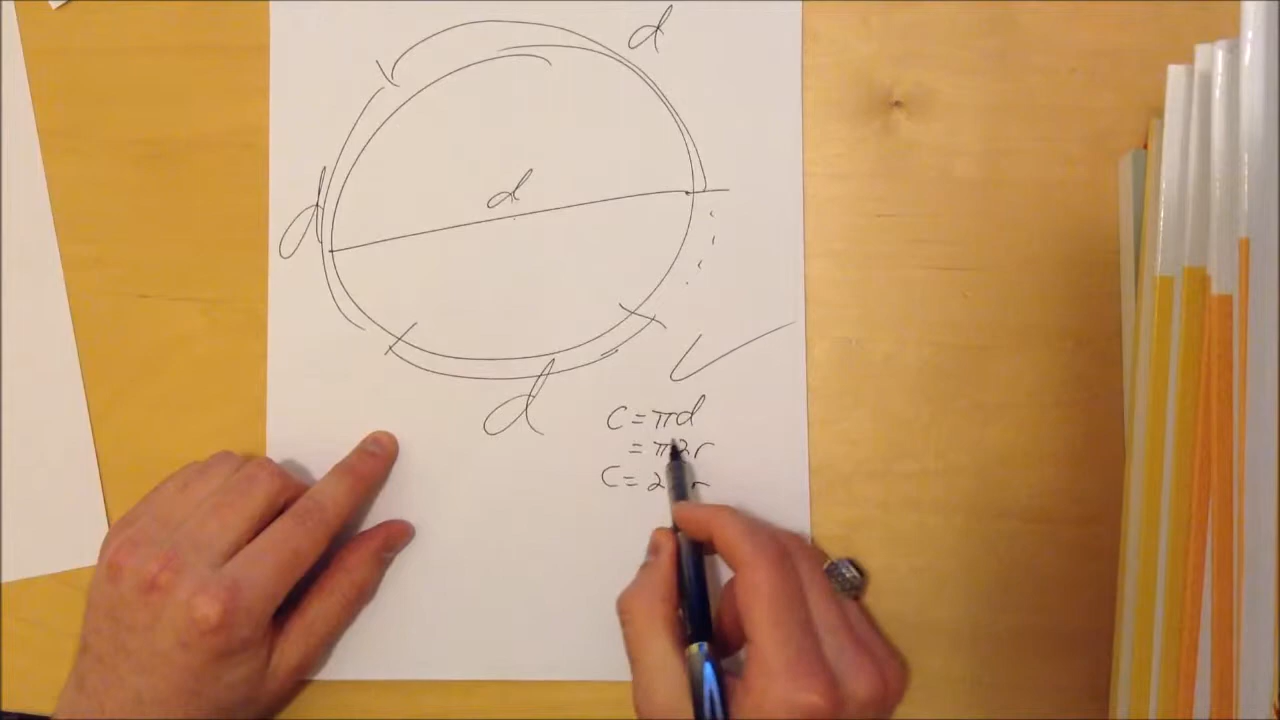 d
d
d
d
C = πd
= π2r
C = 2πr